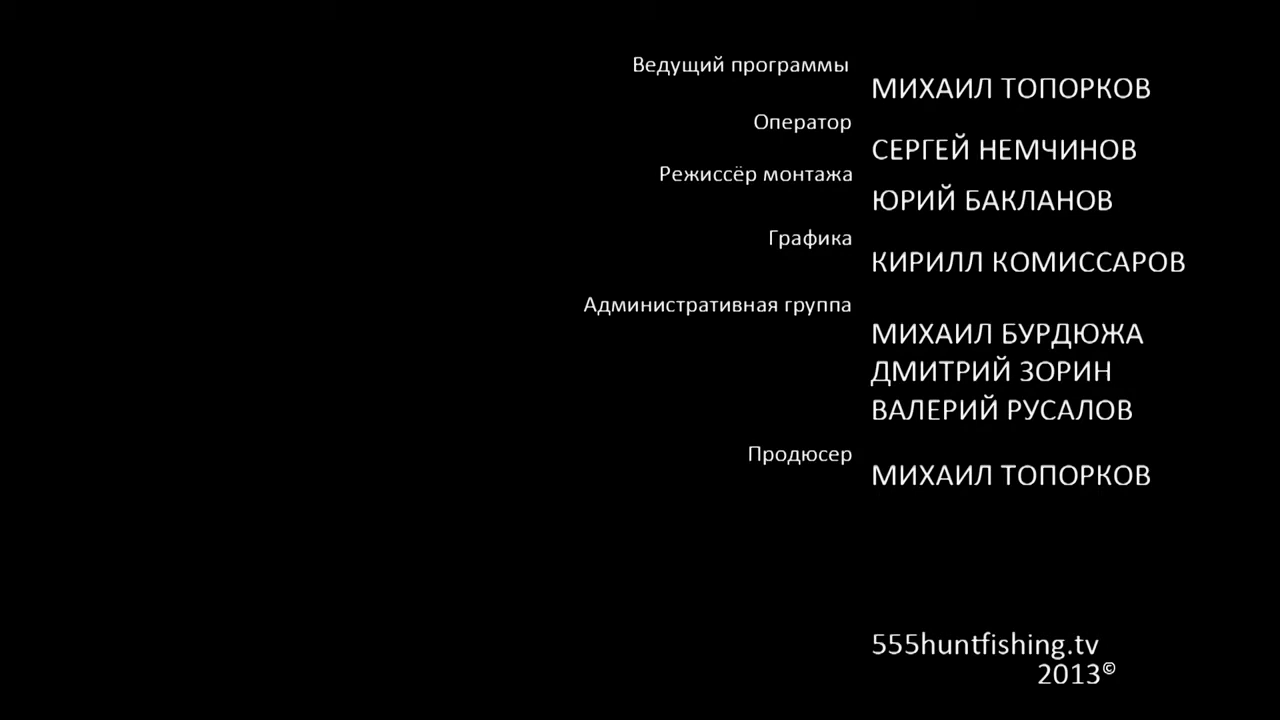 Ведущий программы
МИХАИЛ ТОПОРКОВ
Оператор
СЕРГЕЙ НЕМЧИНОВ
Режиссёр монтажа
ЮРИЙ БАКЛАНОВ
Графика
КИРИЛЛ КОМИССАРОВ
Административная группа
МИХАИЛ БУРДЮЖА
ДМИТРИЙ ЗОРИН
ВАЛЕРИЙ РУСАЛОВ
Продюсер
МИХАИЛ ТОПОРКОВ
555huntfishing.tv
2013©